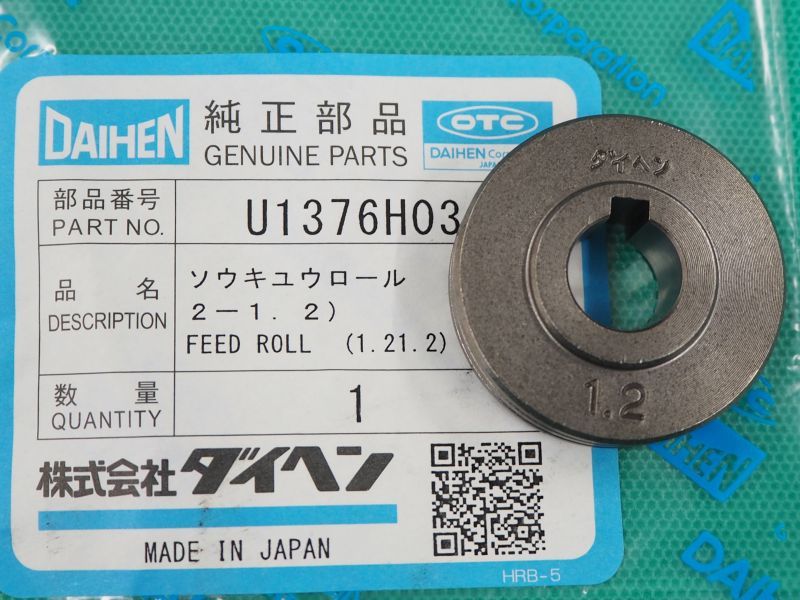 DAIHEN
純正部品
GENUINE PARTS
OTC
DAIHEN
部品番号
PART NO.
U1376H03
品名
DESCRIPTION
ソウキユウロール
2ー1.2)
FEED ROLL (1.21.2)
数量
QUANTITY
1
株式会社ダイヘン
MADE IN JAPAN
HRB-5
ダイヘン
1.2
DAIHEN
Corporation
OTC
DAIHEN